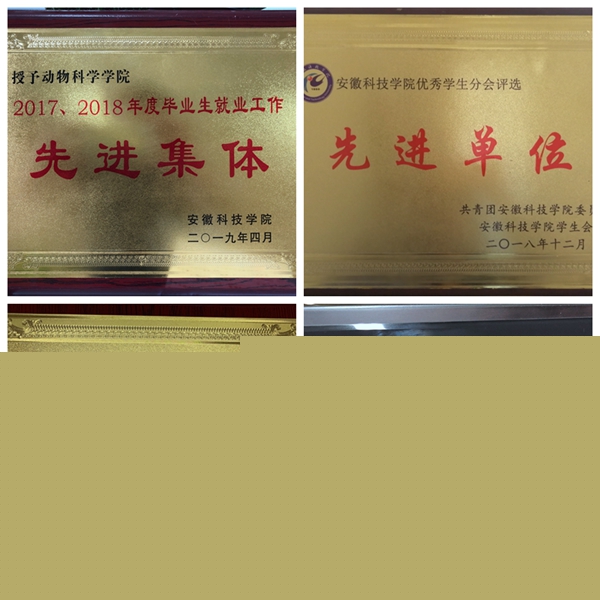 授予动物科学学院
2017、2018年度毕业生就业工作
先进集体
安徽科技学院
二〇一九年四月
安徽科技学院优秀学生分会评选
先进单位
共青团安徽科技学院委员
安徽科技学院学生会
二〇一八年十二月